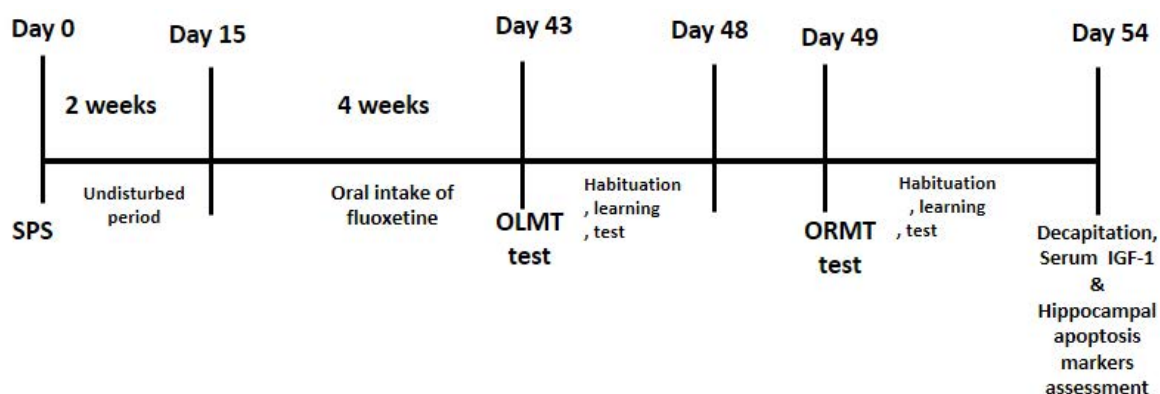 Day 0
Day 15
Day 43
Day 48
Day 49
Day 54
2 weeks
4 weeks
Undisturbed
period
Oral intake of
fluoxetine
Habituation
, learning
, test
Habituation
, learning
, test
SPS
OLMT
test
ORMT
test
Decapitation,
Serum IGF-1
&
Hippocampal
apoptosis
markers
assessment